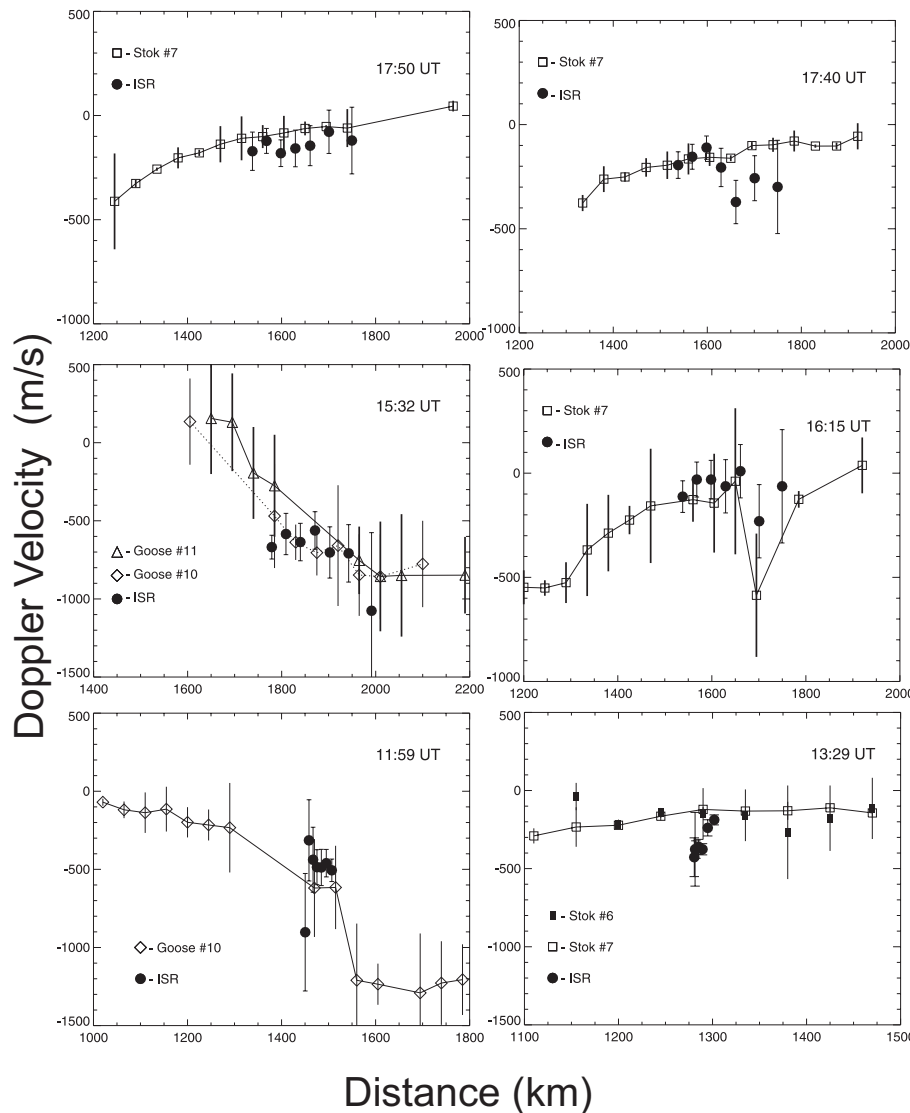 500
0
-500
-1000
1200
1400
1600
1800
2000
- Stok #7
- ISR
17:50 UT
500
0
-500
-1000
1200
1400
1600
1800
2000
- Stok #7
- ISR
17:40 UT
500
0
-500
-1000
-1500
1400
1600
1800
2000
2200
15:32 UT
- Goose #11
- Goose #10
- ISR
500
0
-500
-1000
1200
1400
1600
1800
2000
- Stok #7
- ISR
16:15 UT
500
0
-500
-1000
-1500
1000
1200
1400
1600
1800
11:59 UT
- Goose #10
- ISR
500
0
-500
-1000
-1500
1100
1200
1300
1400
1500
13:29 UT
- Stok #6
- Stok #7
- ISR
Doppler Velocity (m/s)
Distance (km)